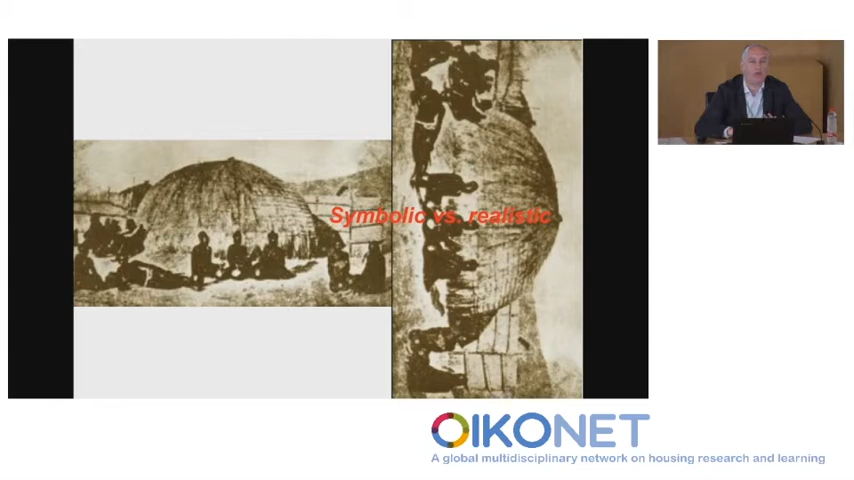 Symbolic vs. realistic
OIKONET
A global multidisciplinary network on housing research and learning